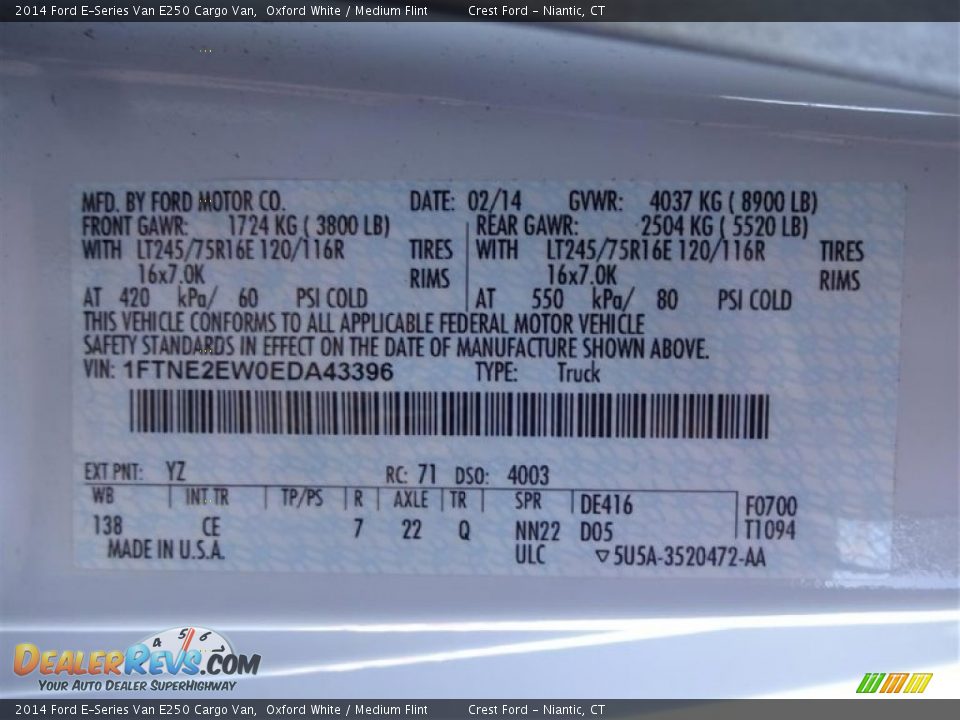 2014 Ford E-Series Van E250 Cargo Van, Oxford White / Medium Flint Crest Ford - Niantic, CT
MFD. BY FORD MOTOR CO. DATE: 02/14 GVWR: 4037 KG ( 8900 LB)
FRONT GAWR: 1724 KG ( 3800 LB) REAR GAWR: 2504 KG ( 5520 LB)
WITH LT245/75R16E 120/116R TIRES WITH LT245/75R16E 120/116R TIRES
16x7.0K RIMS 16x7.0K RIMS
AT 420 kPa/ 60 PSI COLD AT 550 kPa/ 80 PSI COLD
THIS VEHICLE CONFORMS TO ALL APPLICABLE FEDERAL MOTOR VEHICLE
SAFETY STANDARDS IN EFFECT ON THE DATE OF MANUFACTURE SHOWN ABOVE.
VIN: 1FTNE2EW0EDA43396 TYPE: Truck
EXT PNT: YZ RC: 71 DSO: 4003
WB INT TR TP/PS R AXLE TR SPR DE416 F0700
138 CE 7 22 Q NN22 D05 T1094
MADE IN U.S.A. ULC ▽5U5A-3520472-AA
4 5 6
DEALERREVS.COM
YOUR AUTO DEALER SUPERHIGHWAY
2014 Ford E-Series Van E250 Cargo Van, Oxford White / Medium Flint Crest Ford - Niantic, CT